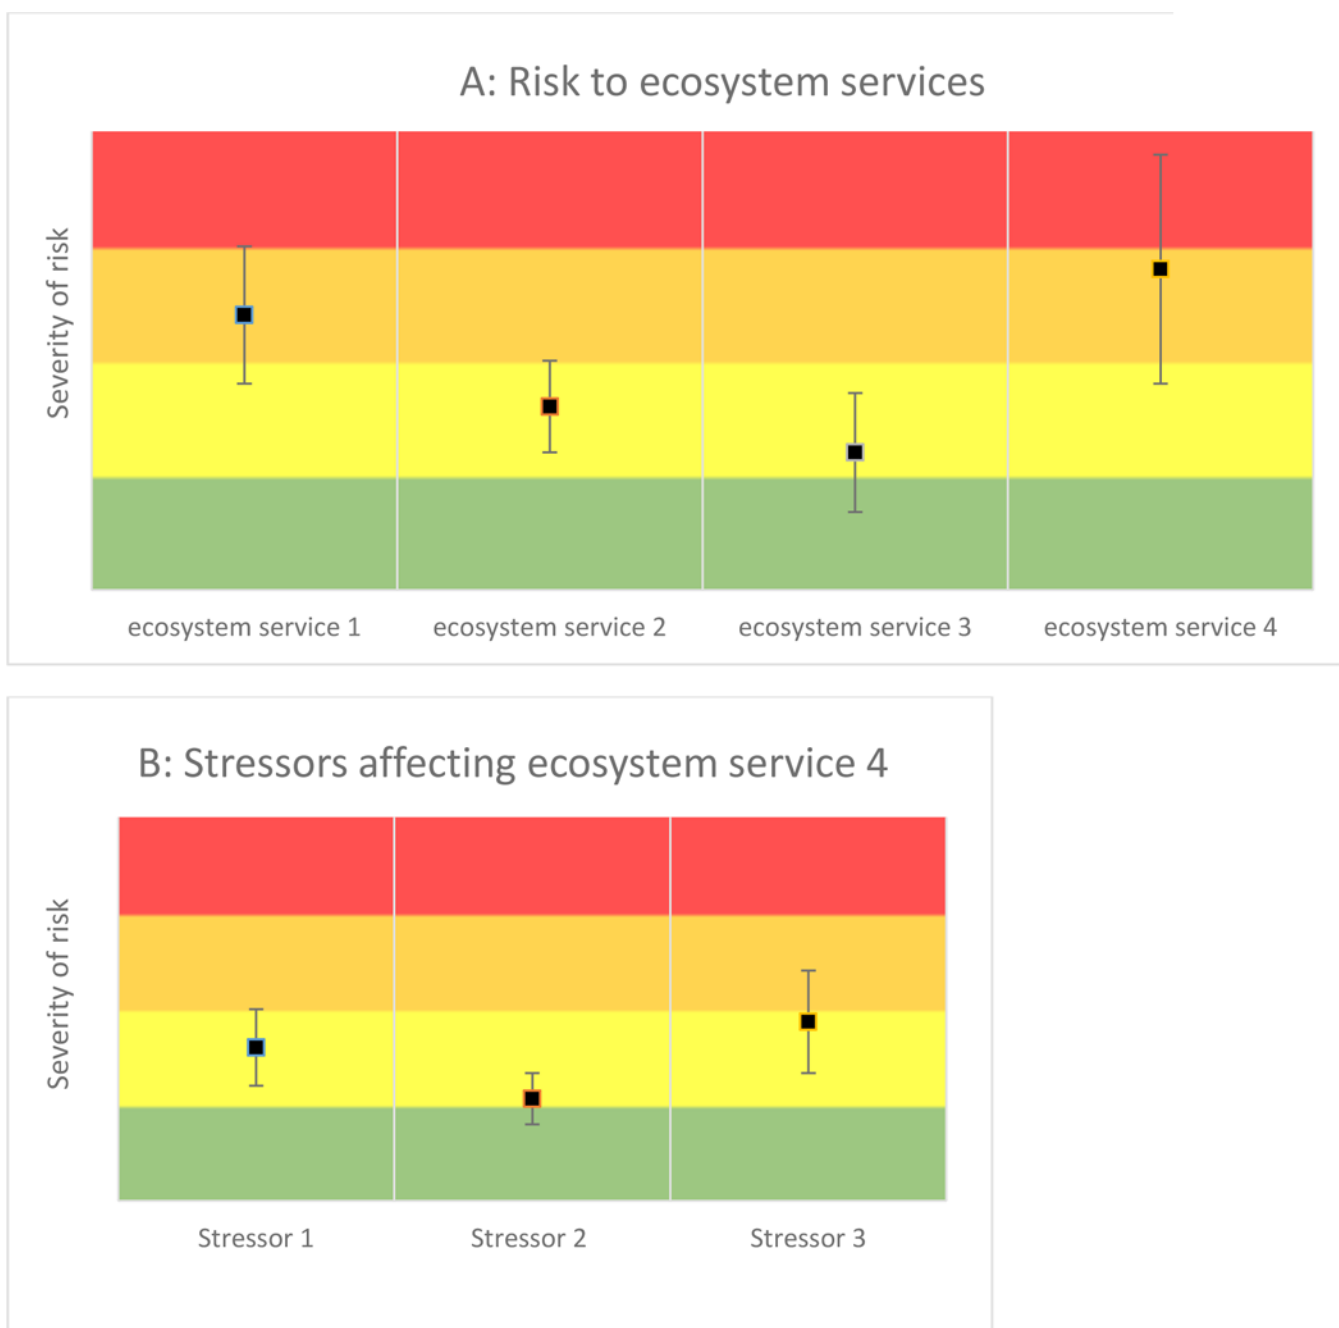 A: Risk to ecosystem services
Severity of risk
ecosystem service 1
ecosystem service 2
ecosystem service 3
ecosystem service 4
B: Stressors affecting ecosystem service 4
Severity of risk
Stressor 1
Stressor 2
Stressor 3